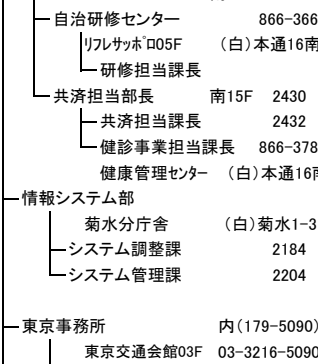 自治研修センター 866-366
ﾘﾌﾚｻｯﾎﾟﾛ05F （白）本通16南
研修担当課長
共済担当部長 南15F 2430
共済担当課長 2432
健診事業担当課長 866-378
健康管理ｾﾝﾀｰ （白）本通16南
情報システム部
菊水分庁舎 （白）菊水1-3
システム調整課 2184
システム管理課 2204
東京事務所 内(179-5090)
東京交通会館03F 03-3216-5090